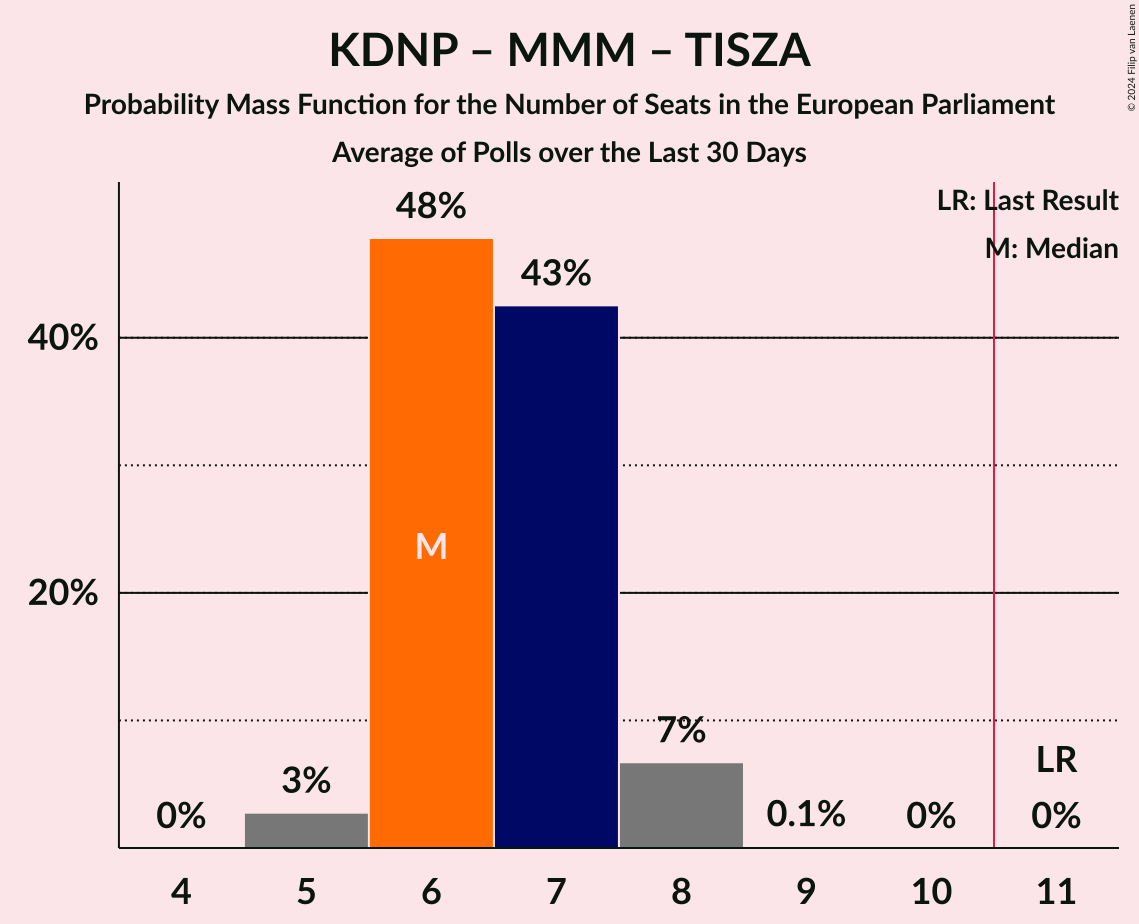 KDNP – MMM – TISZA
Probability Mass Function for the Number of Seats in the European Parliament
Average of Polls over the Last 30 Days
© 2024 Filip van Laenen
LR: Last Result
M: Median
48%
43%
40%
M
20%
7%
LR
3%
0%
0.1%
0%
0%
4 5 6 7 8 9 10 11